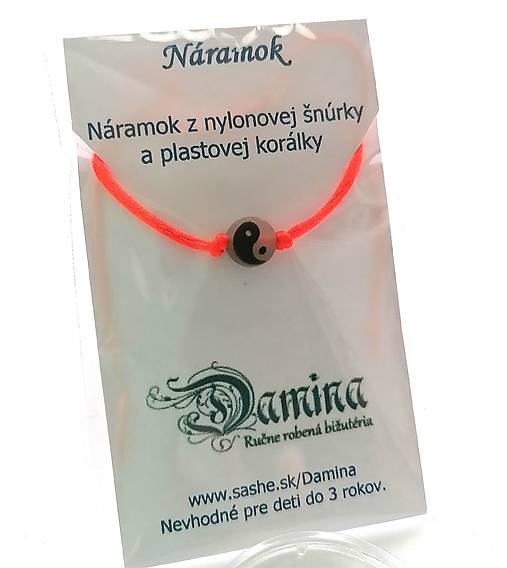 Náramok
Náramok z nylonovej šnúrky
a plastovej korálky
Damina
Ručne robená bižutéria
www.sashe.sk/Damina
Nevhodné pre deti do 3 rokov.